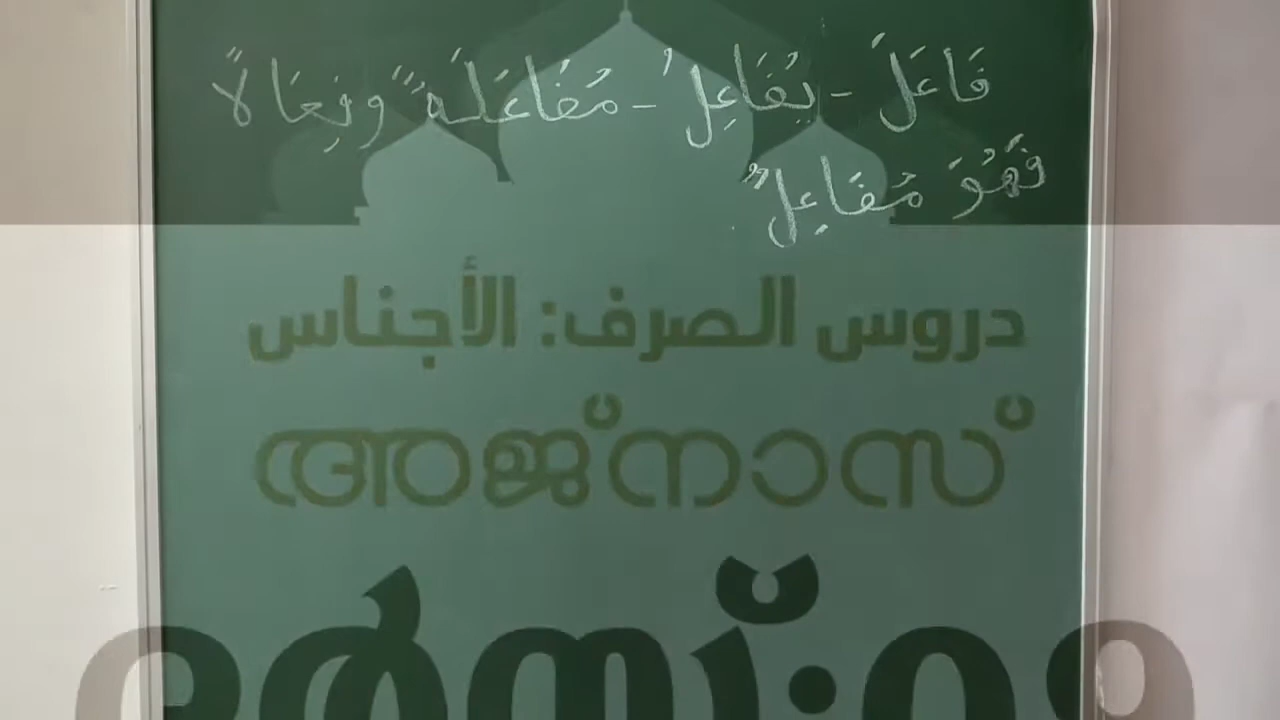 فَاعَلَ - يُفَاعِلُ - مُفَاعَلَةً وَفِعَالاً
فَهُوَ مُفَاعِلٌ
دروس الصرف: الأجناس
അജ്നാസ്